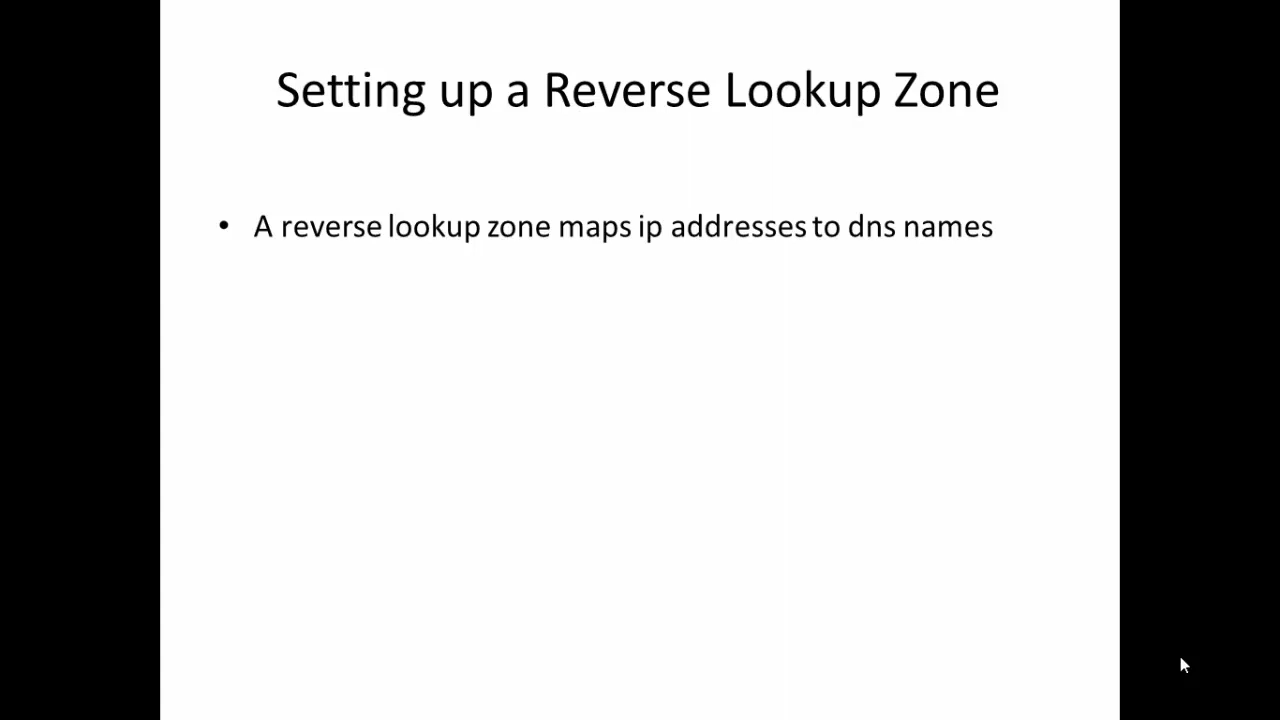 Setting up a Reverse Lookup Zone
• A reverse lookup zone maps ip addresses to dns names